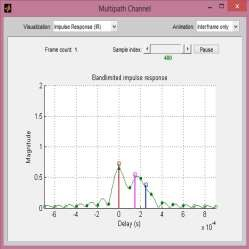 Multipath Channel
Visualization: Impulse Response (IR)
Animation: Interframe only
Frame count: 1
Sample index:
Pause
400
Bandlimited impulse response
Magnitude
2
1.5
1
0.5
0
-6 -4 -2 0 2 4 6 8
Delay (s)
x 10⁻⁴